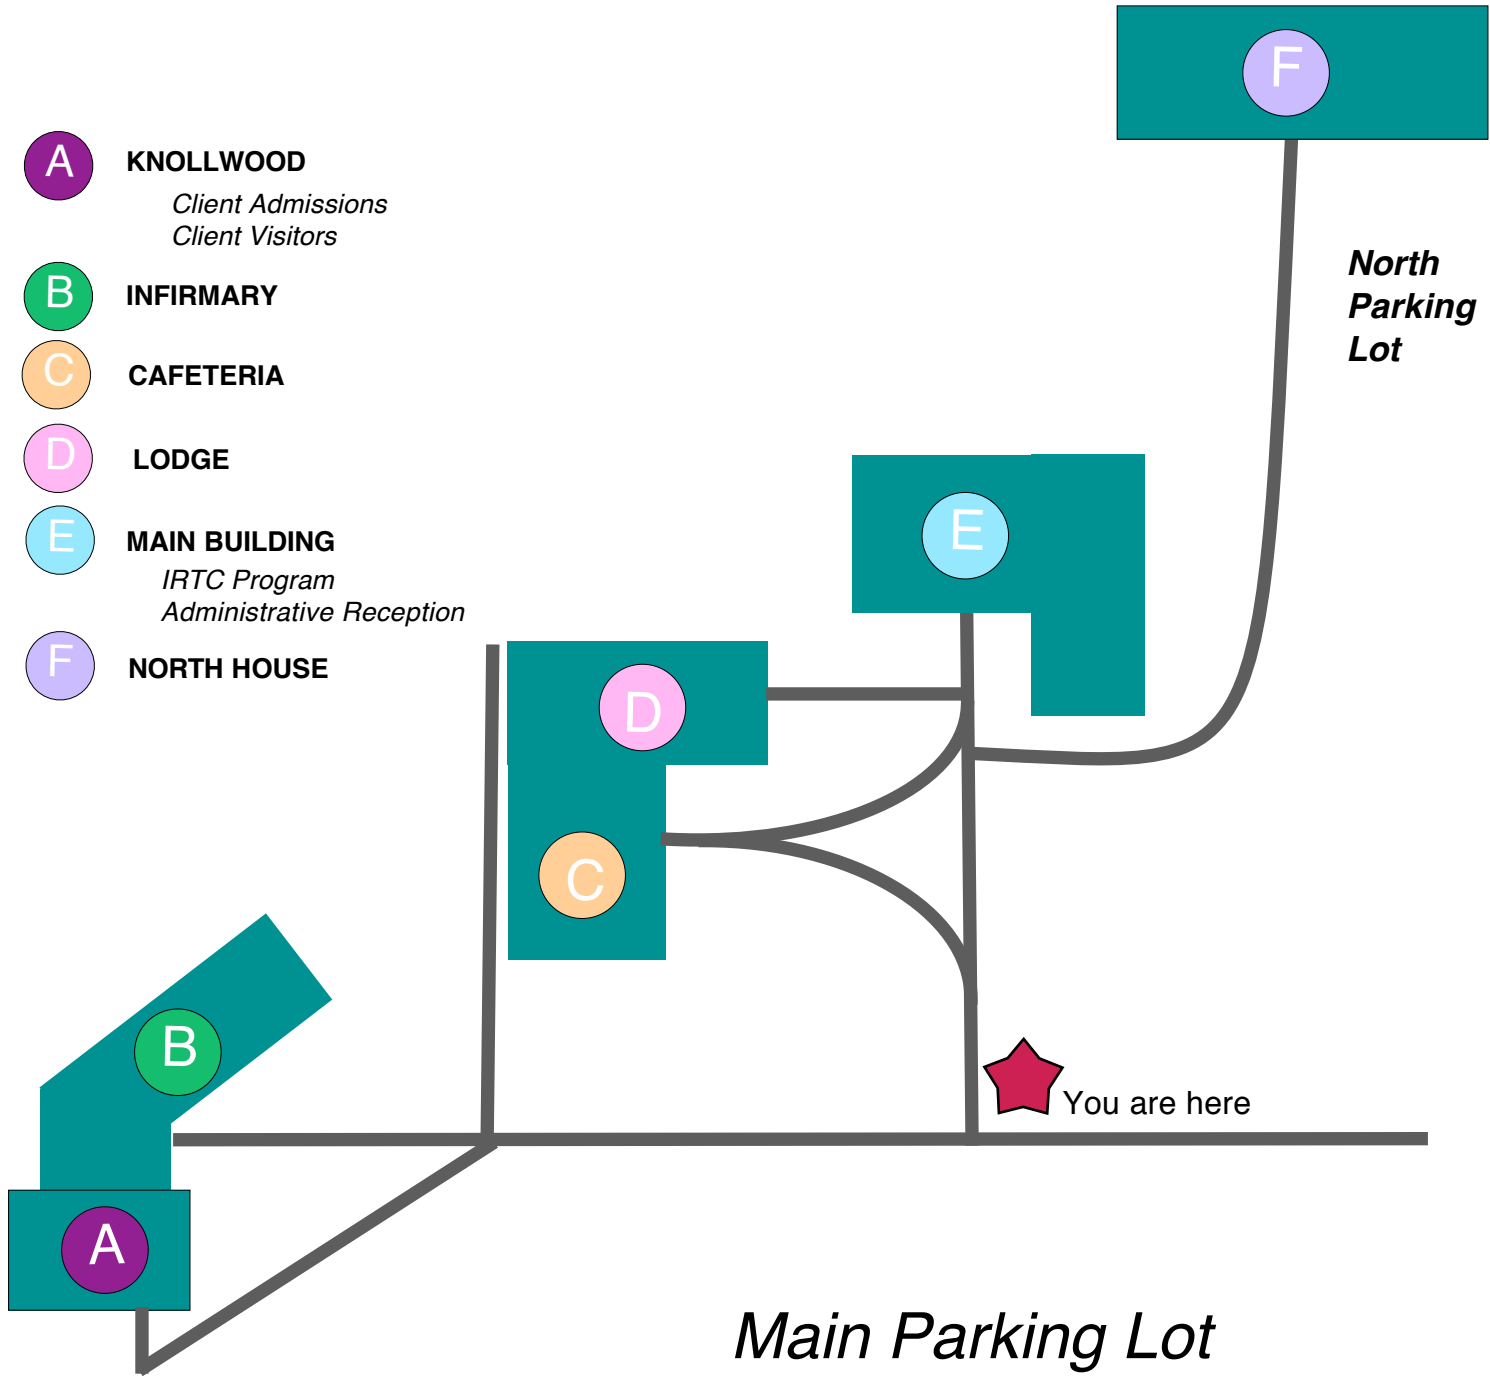 A KNOLLWOOD
Client Admissions
Client Visitors
B INFIRMARY
C CAFETERIA
D LODGE
E MAIN BUILDING
IRTC Program
Administrative Reception
F NORTH HOUSE
F
North
Parking
Lot
E
D
C
B
You are here
A
Main Parking Lot